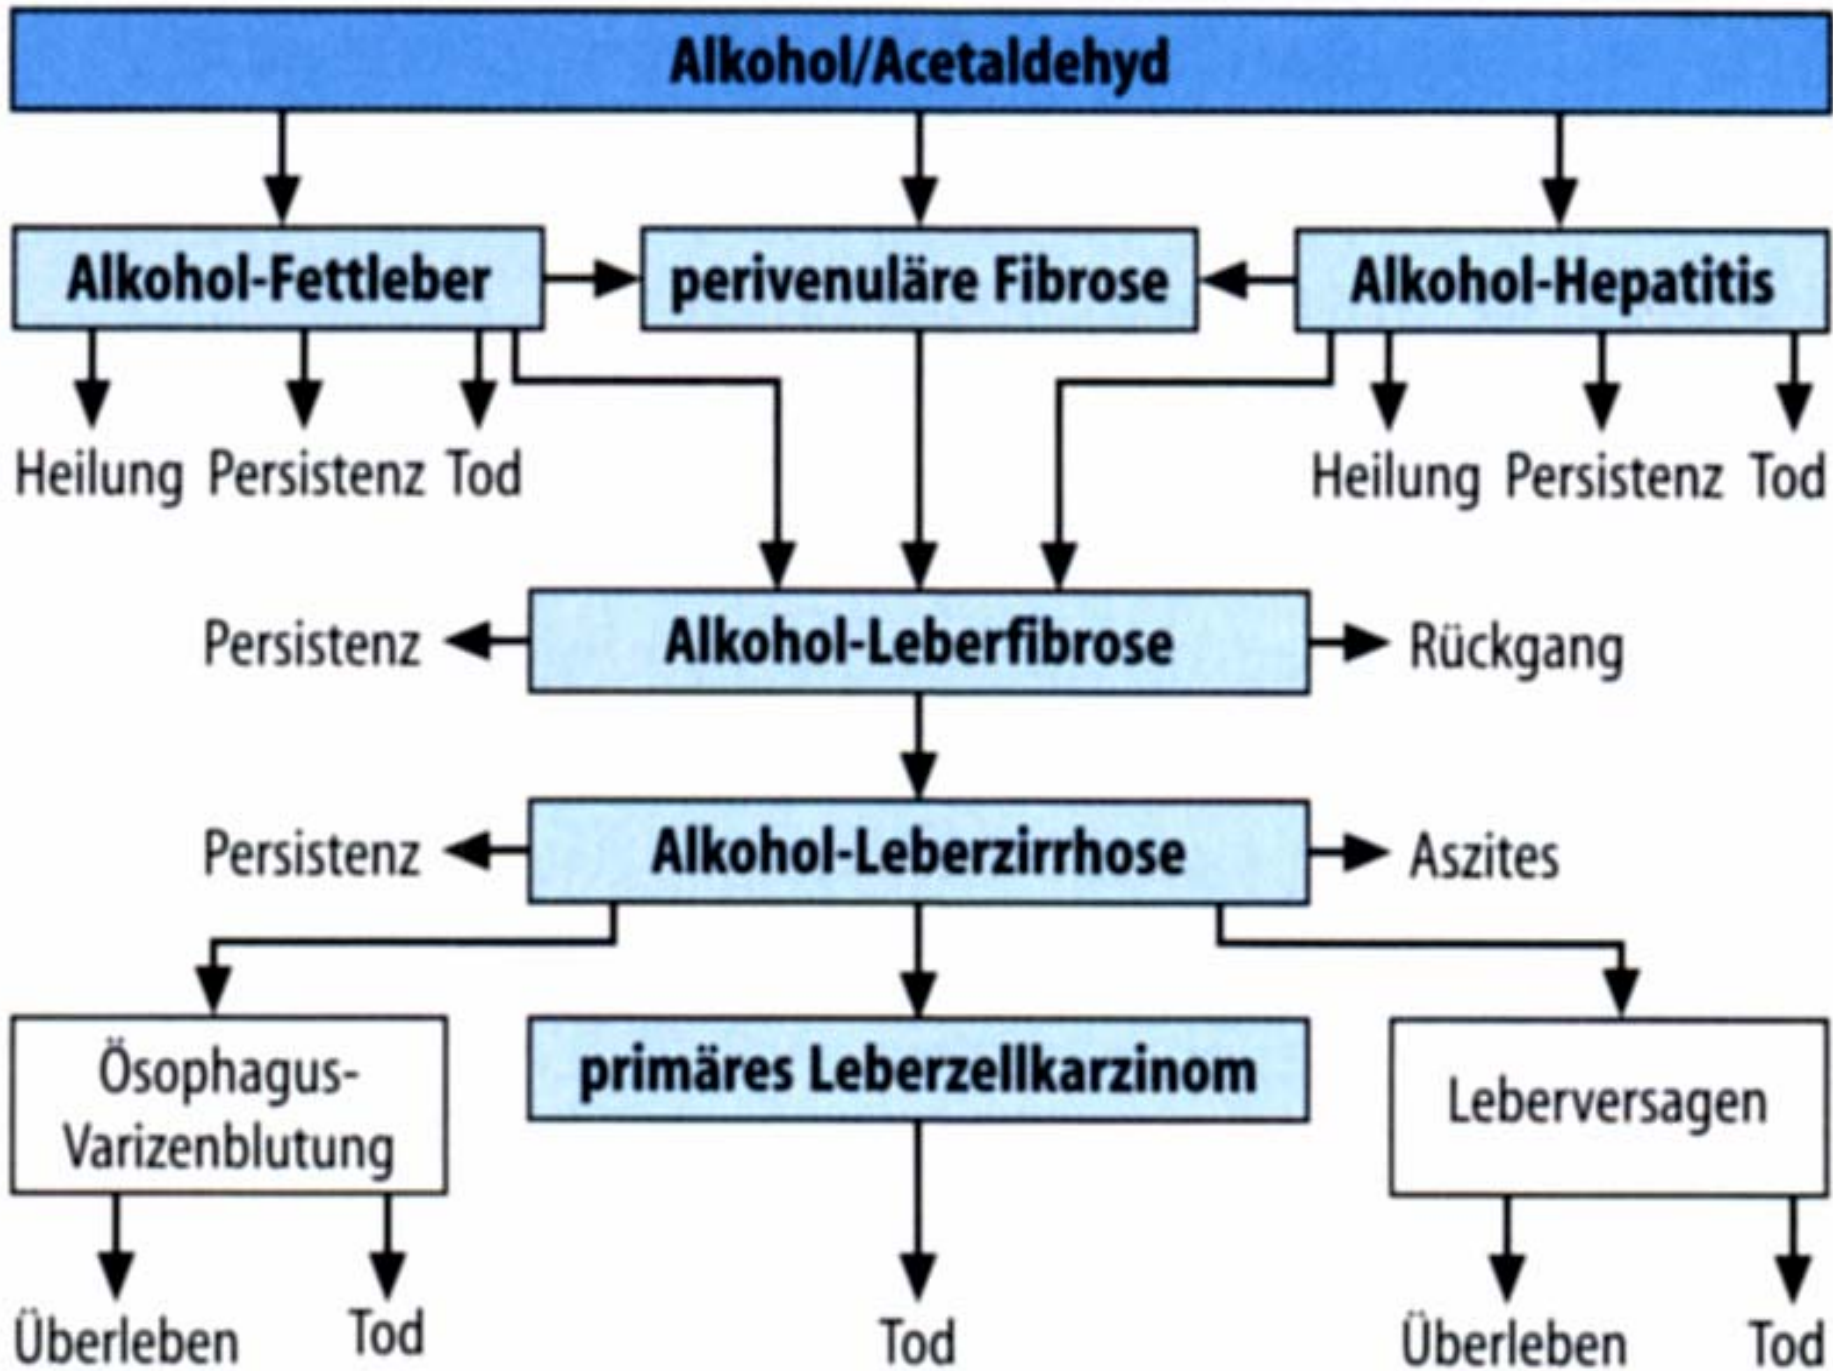 Alkohol/Acetaldehyd
Alkohol-Fettleber
perivenuläre Fibrose
Alkohol-Hepatitis
Heilung Persistenz Tod
Heilung Persistenz Tod
Persistenz
Alkohol-Leberfibrose
Rückgang
Persistenz
Alkohol-Leberzirrhose
Aszites
Ösophagus-
Varizenblutung
primäres Leberzellkarzinom
Leberversagen
Überleben
Tod
Tod
Überleben
Tod